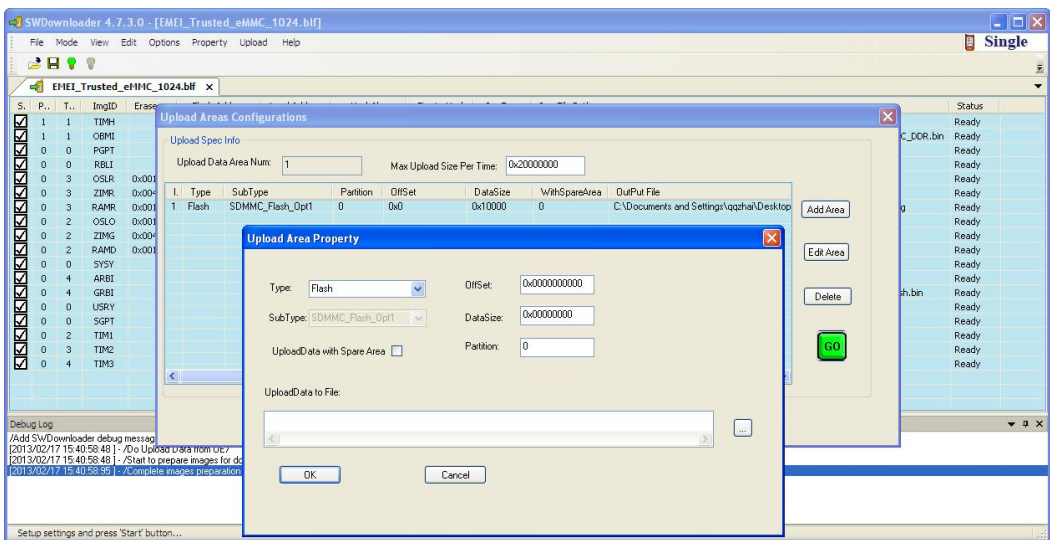 SWDownloader 4.7.3.0 - [EMEI_Trusted_eMMC_1024.blf]
File Mode View Edit Options Property Upload Help
Single
EMEI_Trusted_eMMC_1024.blf x
S. P.. T.. ImgID Erase Status
1 1 TIMH Ready
1 1 OBMI C_DDR.bin Ready
0 0 PGPT Ready
0 0 RBLI Ready
0 3 OSLR 0x001 Ready
0 3 ZIMR 0x004 Ready
0 3 RAMR 0x001 g Ready
0 2 OSLO 0x001 Ready
0 2 ZIMG 0x004 Ready
0 2 RAMD 0x001 Ready
0 0 SYSY Ready
0 4 ARBI Ready
0 4 GRBI sh.bin Ready
0 0 USRY Ready
0 0 SGPT Ready
0 2 TIM1 Ready
0 3 TIM2 Ready
0 4 TIM3 Ready
Upload Areas Configurations
Upload Spec Info
Upload Data Area Num: 1 Max Upload Size Per Time: 0x20000000
I. Type SubType Partition OffSet DataSize WithSpareArea OutPut File
1 Flash SDMMC_Flash_Opt1 0 0x0 0x10000 0 C:\Documents and Settings\qqzhai\Desktop
Add Area
Edit Area
Delete
GO
Upload Area Property
Type: Flash OffSet: 0x0000000000
SubType: SDMMC_Flash_Opt1 DataSize: 0x00000000
UploadData with Spare Area Partition: 0
UploadData to File:
...
OK Cancel
Debug Log
/Add SWDownloader debug messag
[2013/02/17 15:40:58:48 ] - /Do Upload Data from UE7
[2013/02/17 15:40:58:48 ] - /Start to prepare images for do
[2013/02/17 15:40:58:95 ] - /Complete images preparation
Setup settings and press 'Start' button...